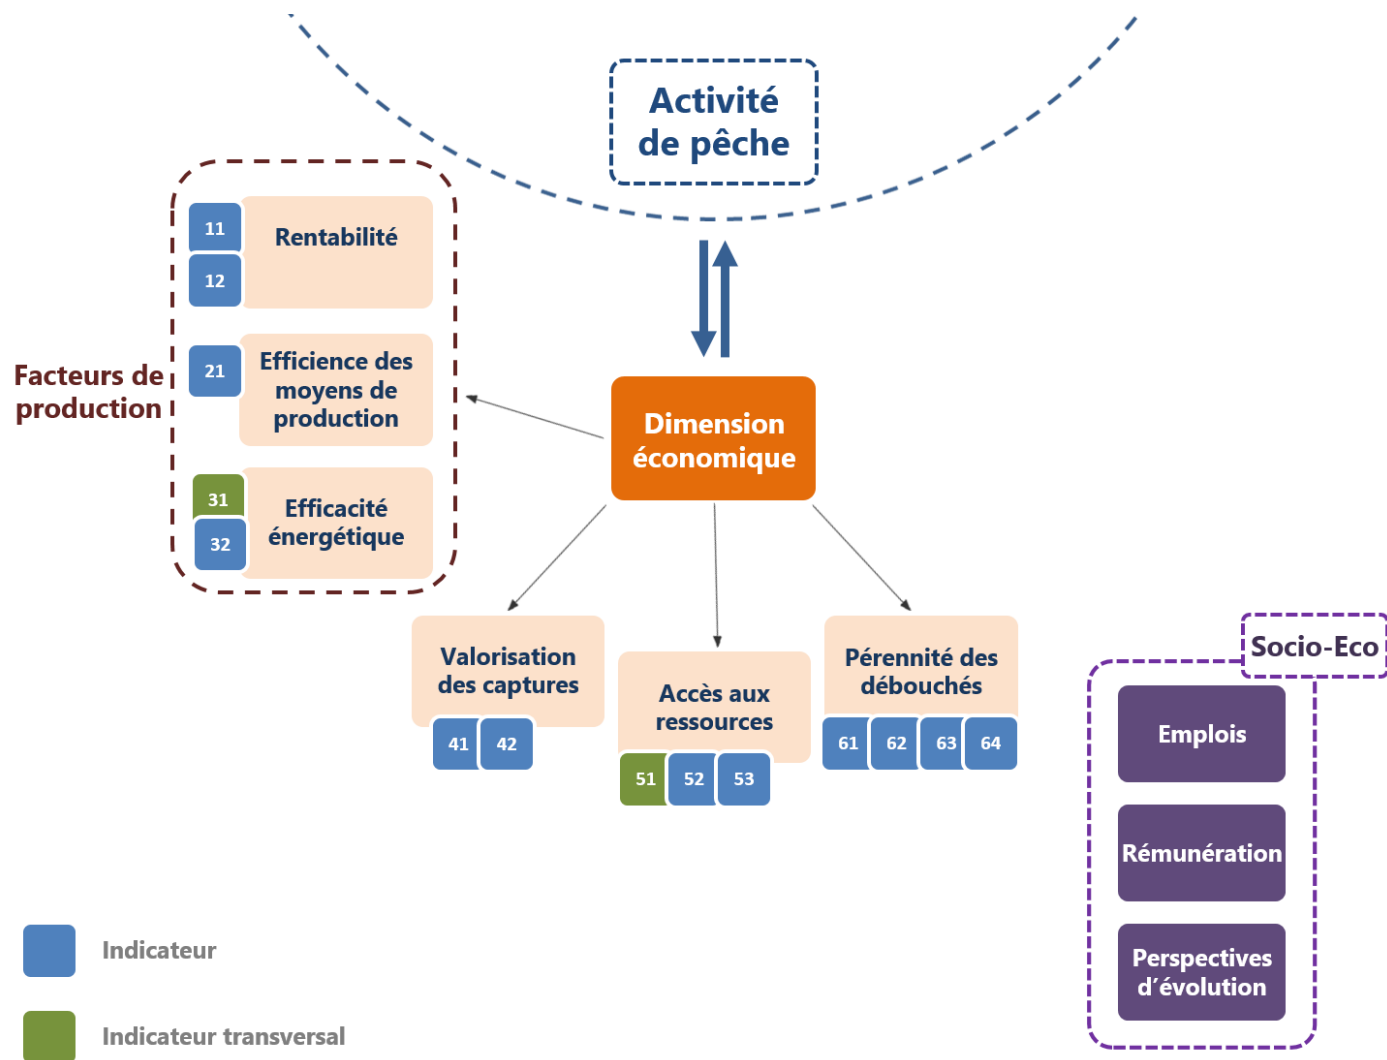 Activité
de pêche
11
Rentabilité
12
21
Efficience des
moyens de
production
Facteurs de
production
31
32
Efficacité
énergétique
Dimension
économique
Valorisation
des captures
41
42
Accès aux
ressources
51
52
53
Pérennité des
débouchés
61
62
63
64
Socio-Eco
Emplois
Rémunération
Perspectives
d’évolution
Indicateur
Indicateur transversal